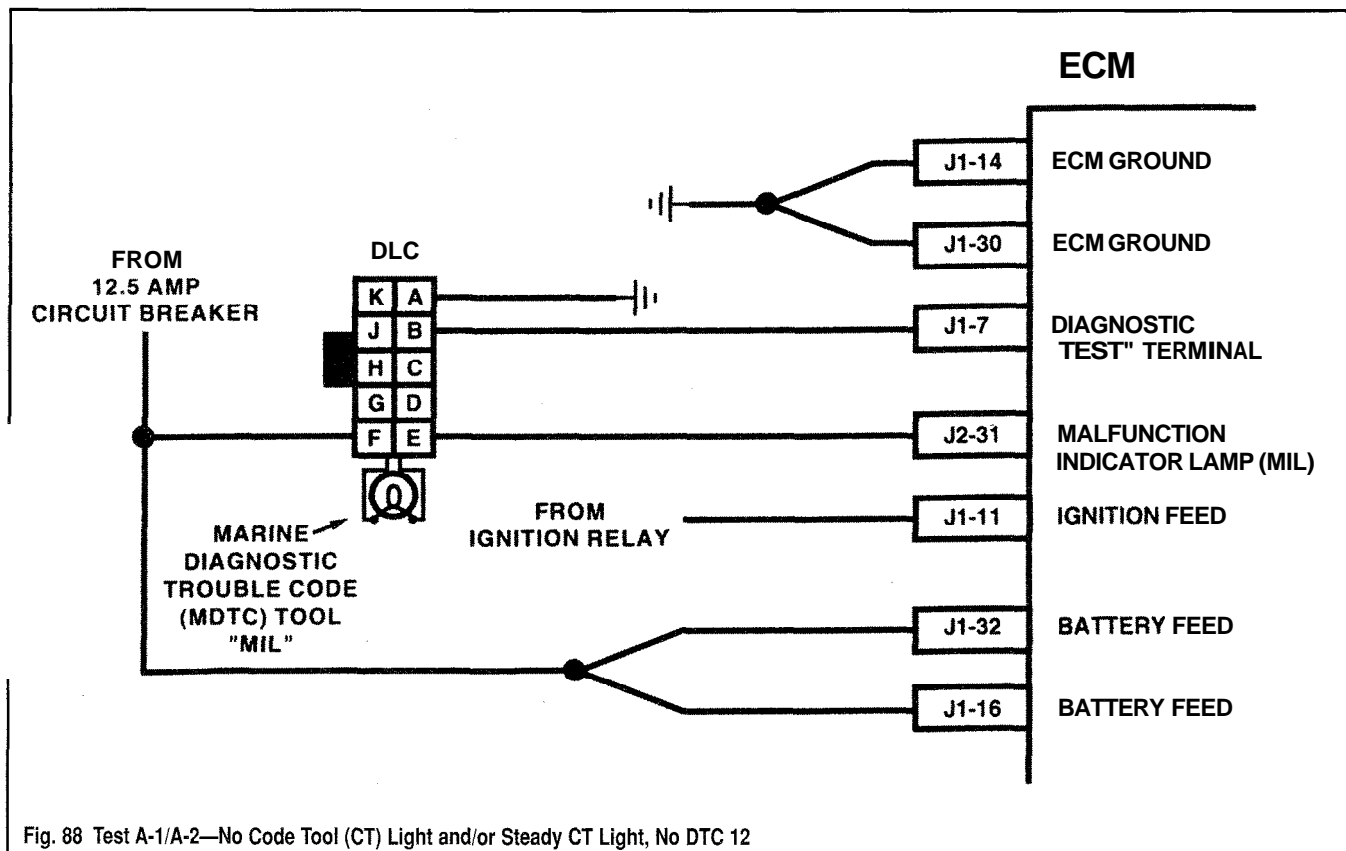 ECM
J1-14 ECM GROUND
J1-30 ECM GROUND
FROM
12.5 AMP
CIRCUIT BREAKER
DLC
K A
J B
H C
G D
F E
J1-7 DIAGNOSTIC
TEST" TERMINAL
J2-31 MALFUNCTION
INDICATOR LAMP (MIL)
MARINE
DIAGNOSTIC
TROUBLE CODE
(MDTC) TOOL
"MIL"
FROM
IGNITION RELAY
J1-11 IGNITION FEED
J1-32 BATTERY FEED
J1-16 BATTERY FEED
Fig. 88 Test A-1/A-2—No Code Tool (CT) Light and/or Steady CT Light, No DTC 12